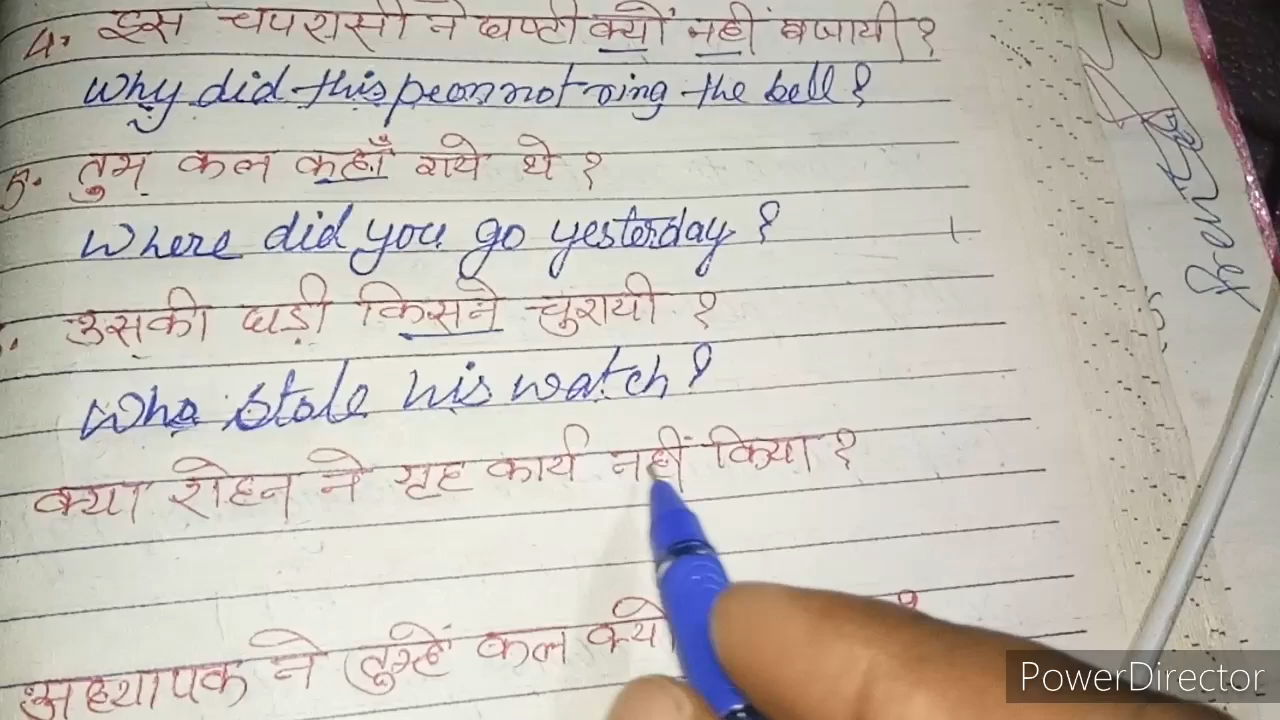 4. इस चपरासी ने घण्टी क्यों नहीं बजायी ?
Why did this peon not ring the bell ?
5. तुम कल कहाँ गये थे ?
Where did you go yesterday ?
उसकी घड़ी किसने चुरायी ?
Who stole his watch ?
क्या रोहन ने गृह कार्य नहीं किया ?
अध्यापक ने तुम्हें कल ?
PowerDirector